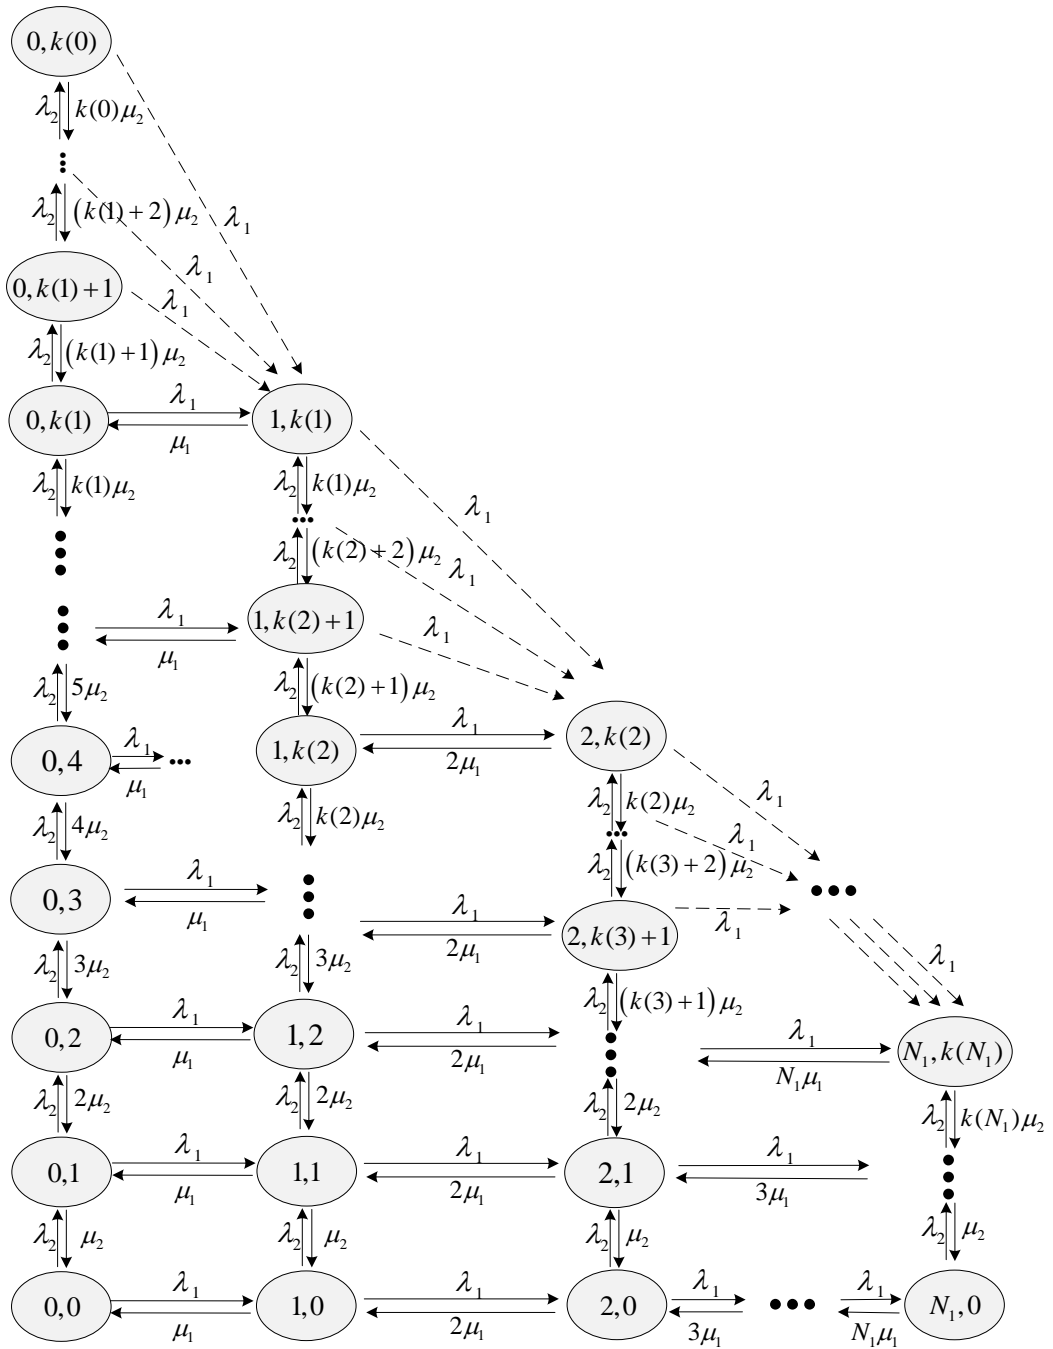 0,k(0)
λ₂ k(0)μ₂
λ₂ (k(1)+2)μ₂ λ₁ λ₁
0,k(1)+1 λ₁
λ₂ (k(1)+1)μ₂
0,k(1) λ₁ μ₁ 1,k(1)
λ₂ k(1)μ₂ λ₂ k(1)μ₂ λ₁
λ₂ (k(2)+2)μ₂ λ₁
λ₁ μ₁ 1,k(2)+1 λ₁
λ₂ 5μ₂ λ₂ (k(2)+1)μ₂
0,4 λ₁ μ₁ 1,k(2) λ₁ 2μ₁ 2,k(2)
λ₂ 4μ₂ λ₂ k(2)μ₂ λ₂ k(2)μ₂ λ₁ λ₁
λ₂ (k(3)+2)μ₂
0,3 λ₁ μ₁ λ₁ 2μ₁ 2,k(3)+1 λ₁
λ₂ 3μ₂ λ₂ 3μ₂ λ₂ (k(3)+1)μ₂ λ₁
0,2 λ₁ μ₁ 1,2 λ₁ 2μ₁ λ₁ N₁μ₁ N₁,k(N₁)
λ₂ 2μ₂ λ₂ 2μ₂ λ₂ 2μ₂ λ₂ k(N₁)μ₂
0,1 λ₁ μ₁ 1,1 λ₁ 2μ₁ 2,1 λ₁ 3μ₁
λ₂ μ₂ λ₂ μ₂ λ₂ μ₂ λ₂ μ₂
0,0 λ₁ μ₁ 1,0 λ₁ 2μ₁ 2,0 λ₁ 3μ₁ λ₁ N₁μ₁ N₁,0